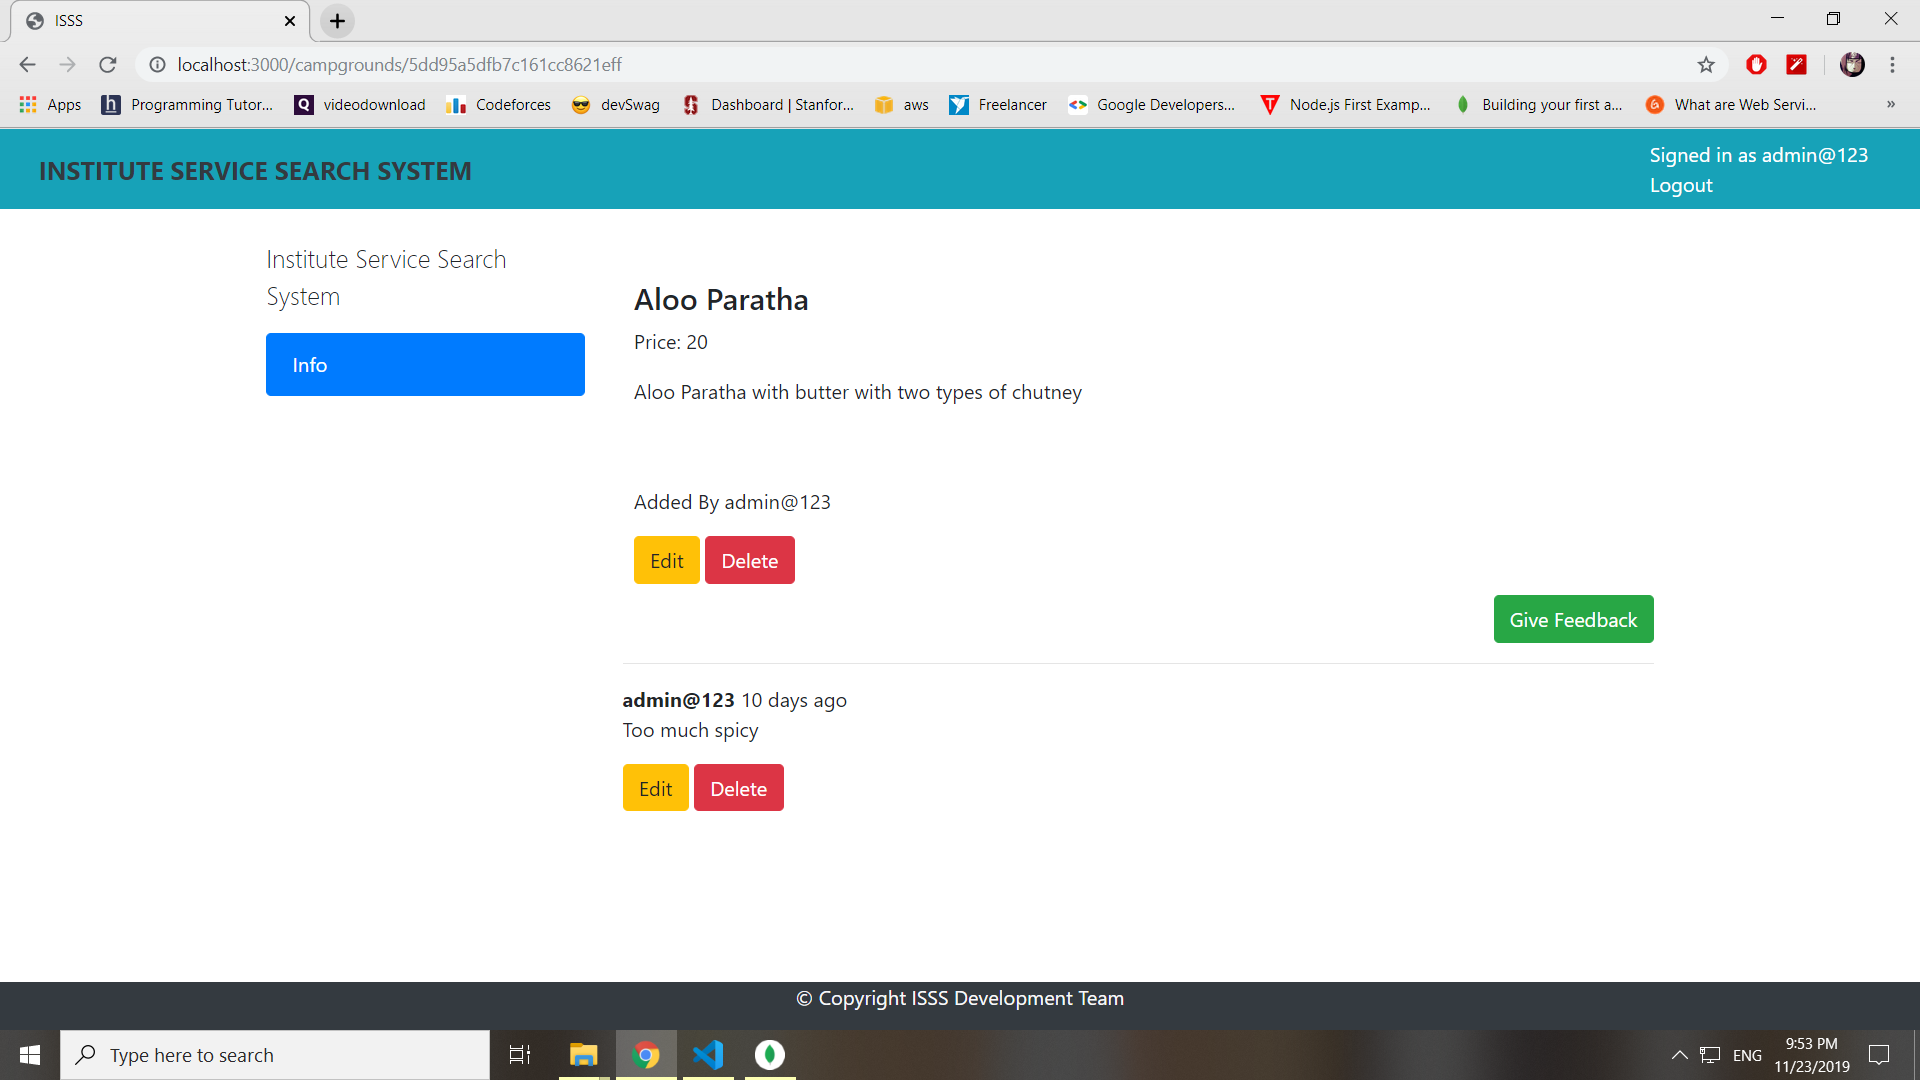 ISSS
localhost:3000/campgrounds/5dd95a5dfb7c161cc8621eff
Apps
Programming Tutor...
videodownload
Codeforces
devSwag
Dashboard | Stanfor...
aws
Freelancer
Google Developers...
Node.js First Examp...
Building your first a...
What are Web Servi...
»
INSTITUTE SERVICE SEARCH SYSTEM
Signed in as admin@123
Logout
Institute Service Search
System
Info
Aloo Paratha
Price: 20
Aloo Paratha with butter with two types of chutney
Added By admin@123
Edit
Delete
Give Feedback
admin@123 10 days ago
Too much spicy
Edit
Delete
© Copyright ISSS Development Team
Type here to search
ENG
9:53 PM
11/23/2019